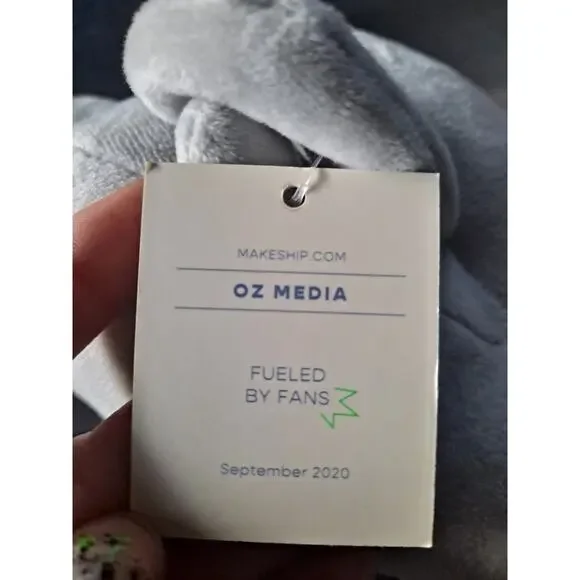 MAKESHIP.COM
OZ MEDIA
FUELED
BY FANS
September 2020